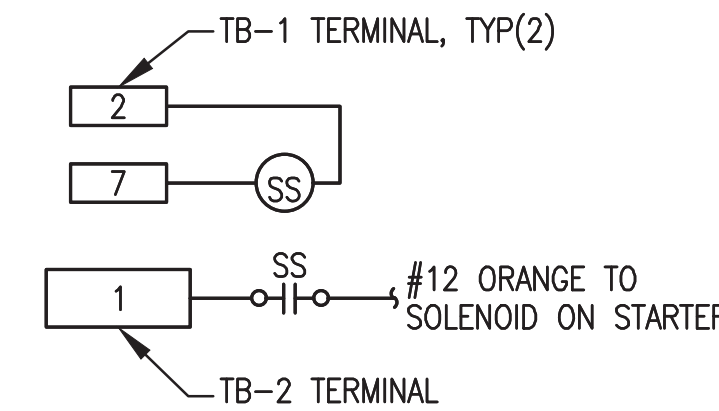 TB-1 TERMINAL, TYP(2)
2
7
SS
SS
1
#12 ORANGE TO
SOLENOID ON STARTER
TB-2 TERMINAL